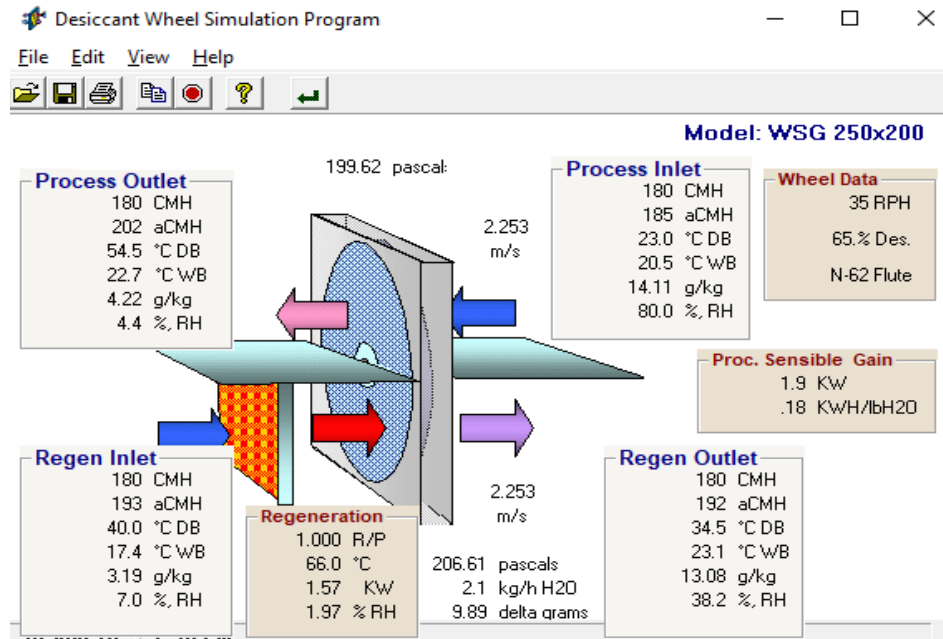 Desiccant Wheel Simulation Program
File Edit View Help
Model: WSG 250x200
199.62 pascal:
Process Outlet
180 CMH
202 aCMH
54.5 °C DB
22.7 °C WB
4.22 g/kg
4.4 %, RH
2.253
m/s
Process Inlet
180 CMH
185 aCMH
23.0 °C DB
20.5 °C WB
14.11 g/kg
80.0 %, RH
Wheel Data
35 RPH
65.% Des.
N-62 Flute
Proc. Sensible Gain
1.9 KW
.18 KWH/lbH2O
Regen Inlet
180 CMH
193 aCMH
40.0 °C DB
17.4 °C WB
3.19 g/kg
7.0 %, RH
Regeneration
1.000 R/P
66.0 °C
1.57 KW
1.97 % RH
2.253
m/s
206.61 pascals
2.1 kg/h H2O
9.89 delta grams
Regen Outlet
180 CMH
192 aCMH
34.5 °C DB
23.1 °C WB
13.08 g/kg
38.2 %, RH